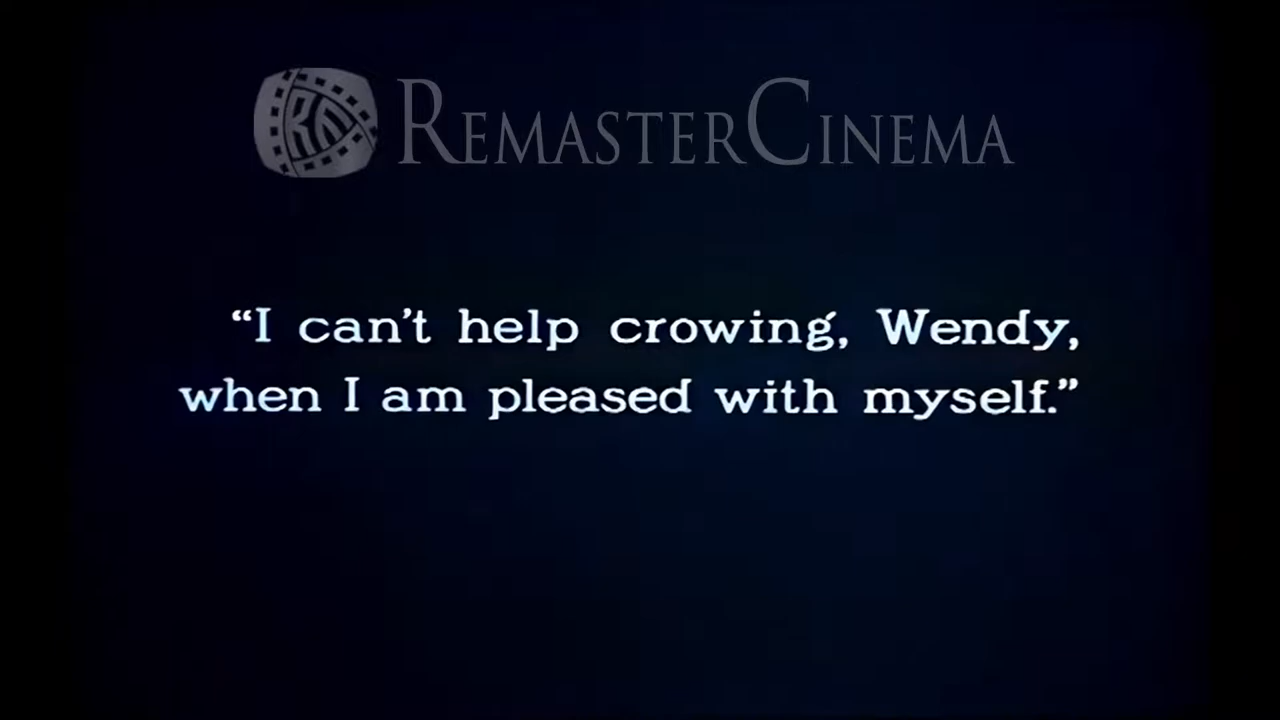 REMASTERCINEMA
“I can’t help crowing, Wendy,
when I am pleased with myself.”